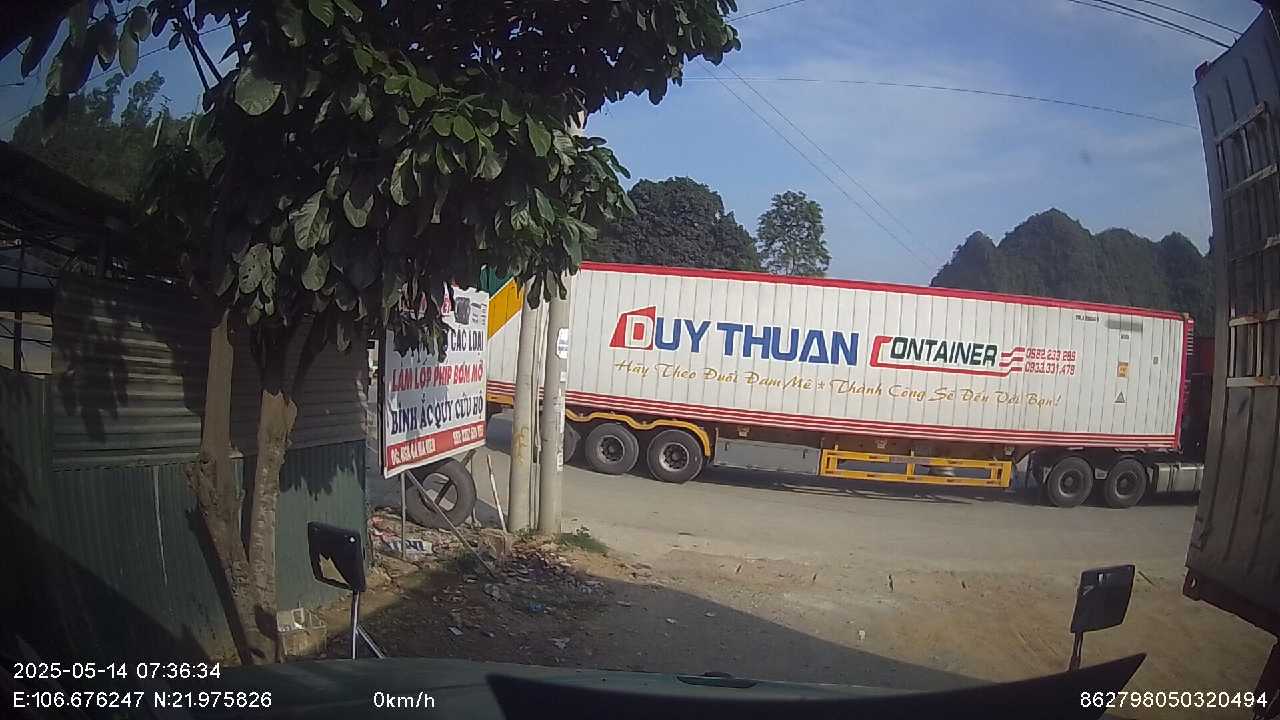 CÁC LOẠI
LÀM LỐP PHÍP BƠM MỠ
BÌNH ẮC QUY CỨU HỘ
DUY THUAN CONTAINER
0582.233.289
0933.331.479
Hãy Theo Đuổi Đam Mê * Thành Công Sẽ Đến Với Bạn!
2025-05-14 07:36:34
E:106.676247 N:21.975826
0km/h
862798050320494